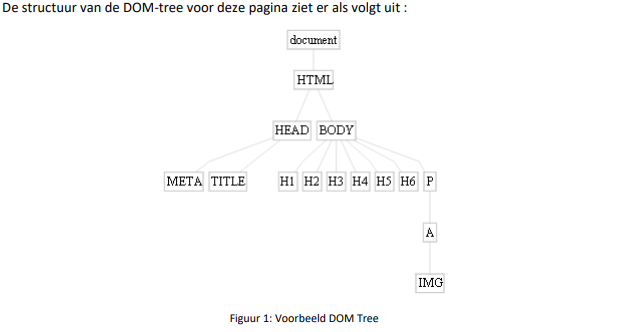 De structuur van de DOM-tree voor deze pagina ziet er als volgt uit :
document
HTML
HEAD BODY
META TITLE H1 H2 H3 H4 H5 H6 P
A
IMG
Figuur 1: Voorbeeld DOM Tree